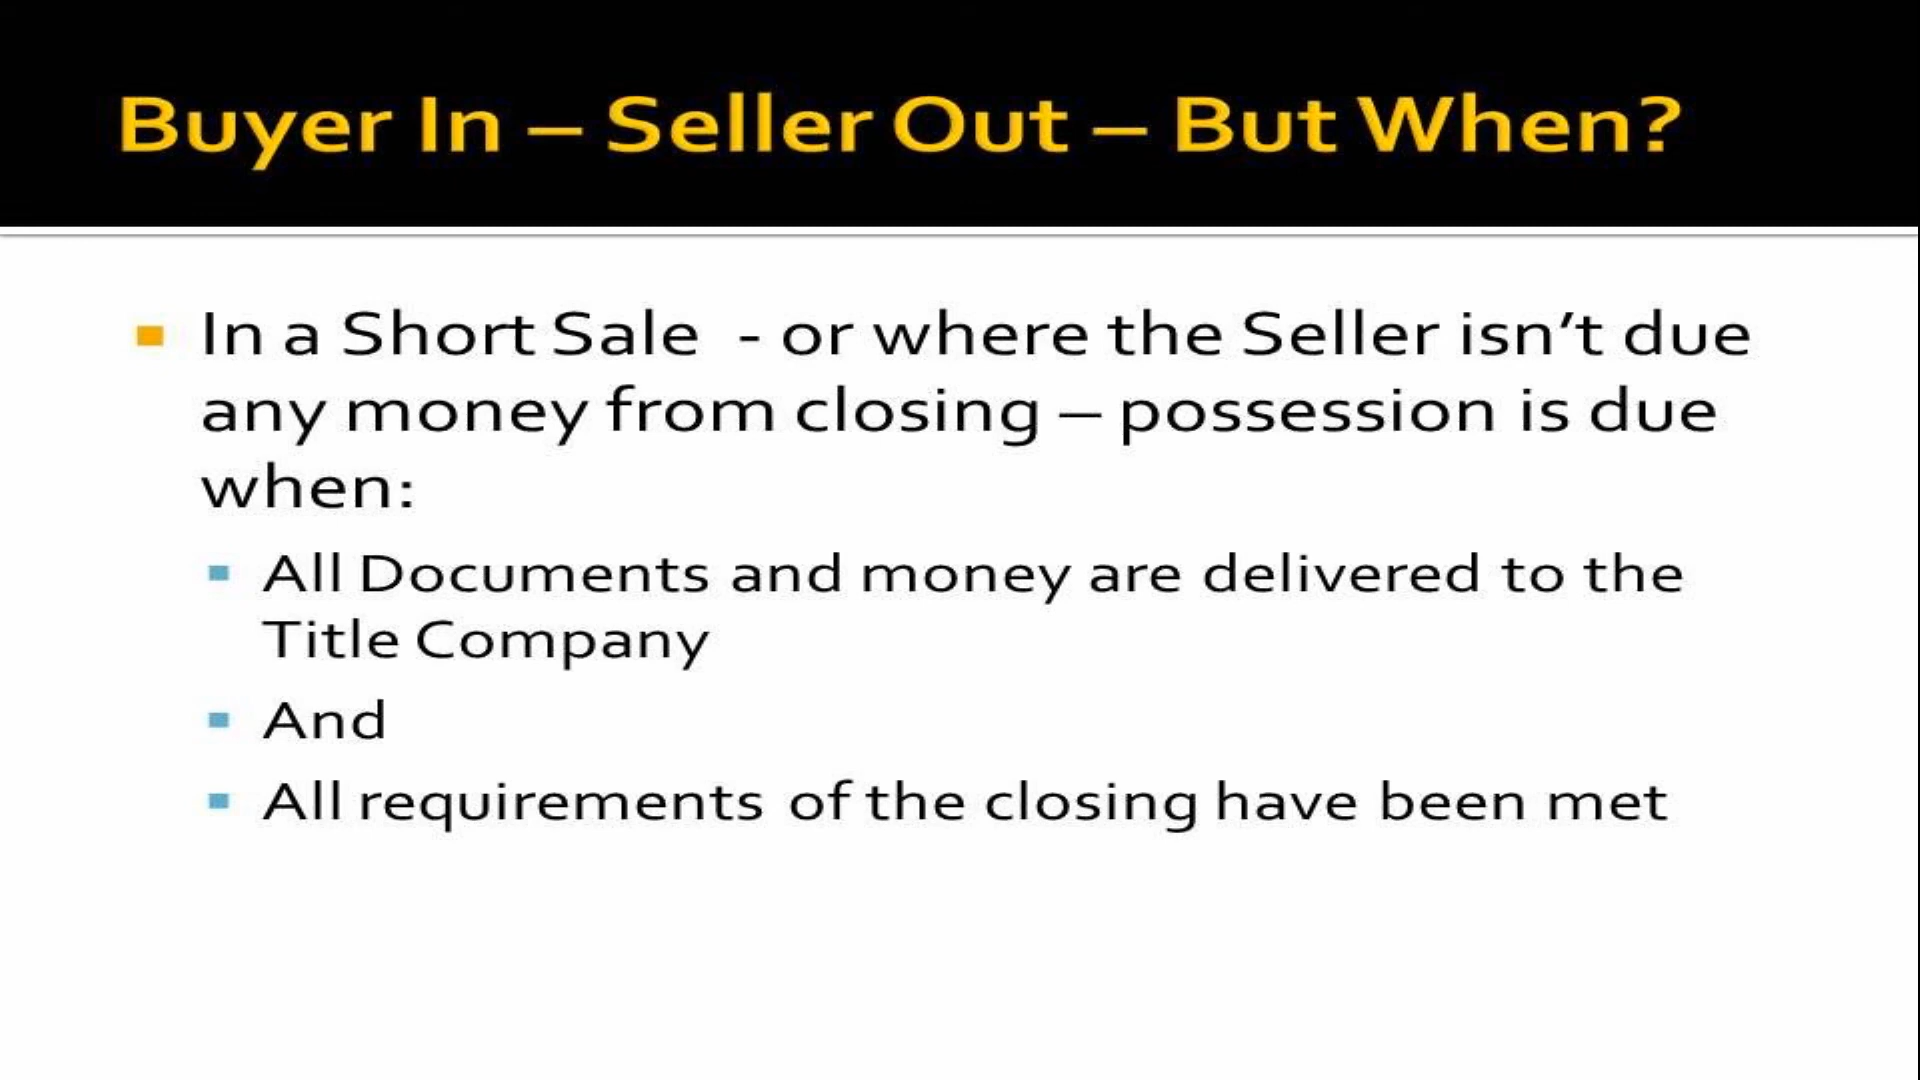 Buyer In – Seller Out – But When?
In a Short Sale - or where the Seller isn’t due
any money from closing – possession is due
when:
All Documents and money are delivered to the
Title Company
And
All requirements of the closing have been met